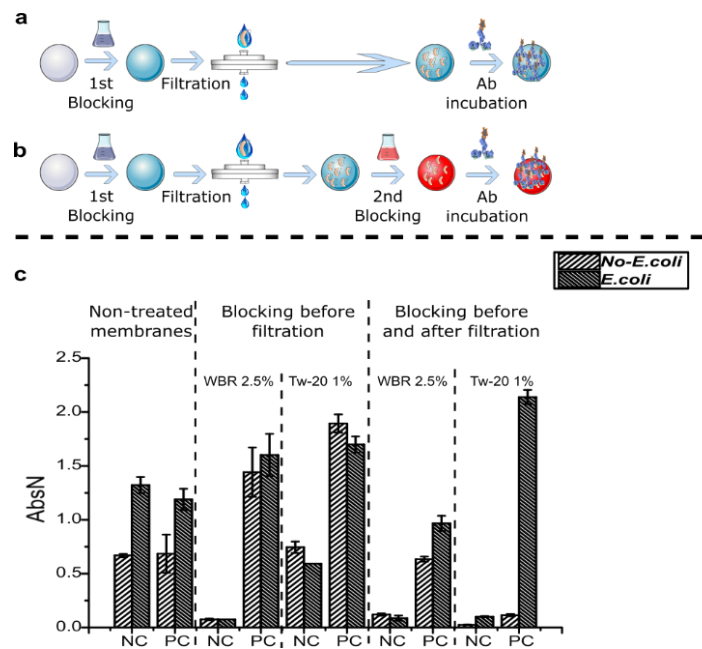 a
1st
Blocking
Filtration
Ab
incubation
b
1st
Blocking
Filtration
2nd
Blocking
Ab
incubation
No-E.coli
E.coli
c
Non-treated
membranes
Blocking before
filtration
Blocking before
and after filtration
WBR 2.5%
Tw-20 1%
WBR 2.5%
Tw-20 1%
AbsN
2.5
2.0
1.5
1.0
0.5
0.0
NC PC NC PC NC PC NC PC NC PC